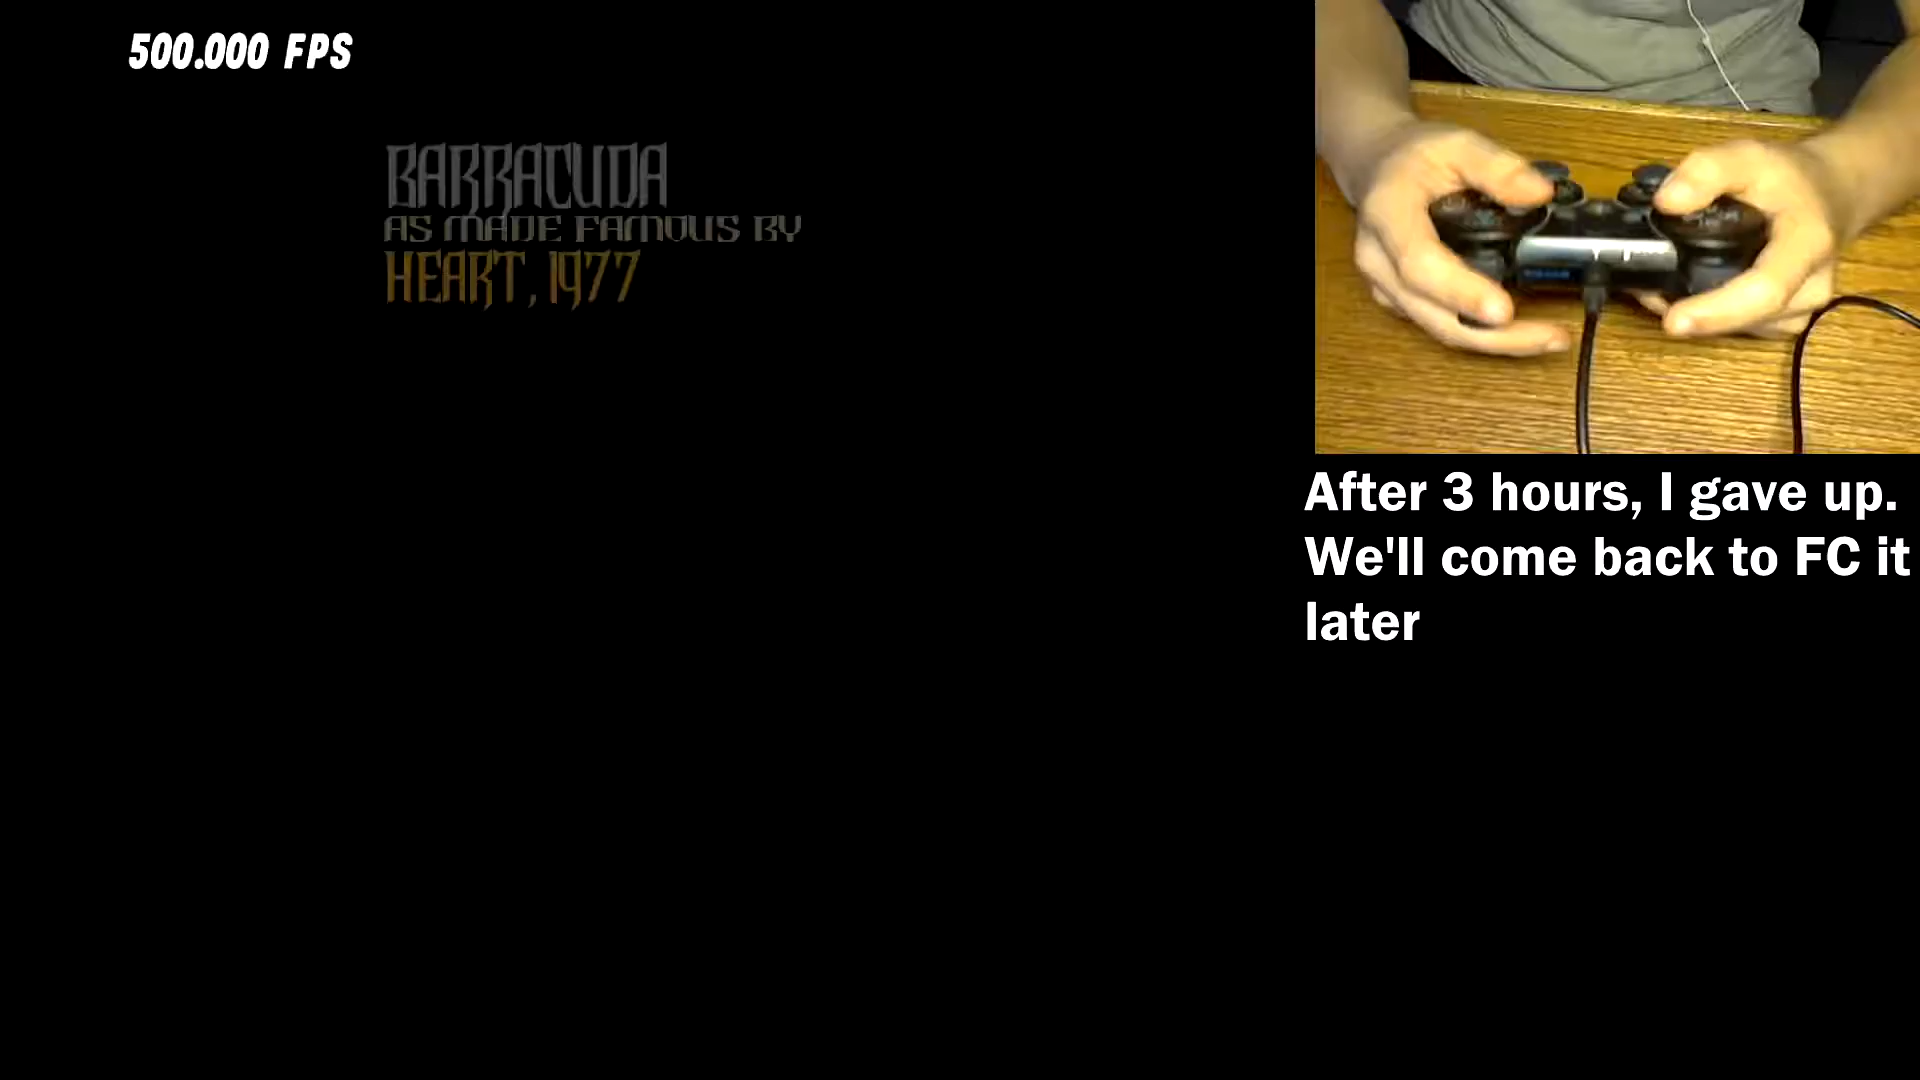 500.000 FPS
BARRACUDA
AS MADE FAMOUS BY
HEART, 1977
After 3 hours, I gave up.
We'll come back to FC it
later